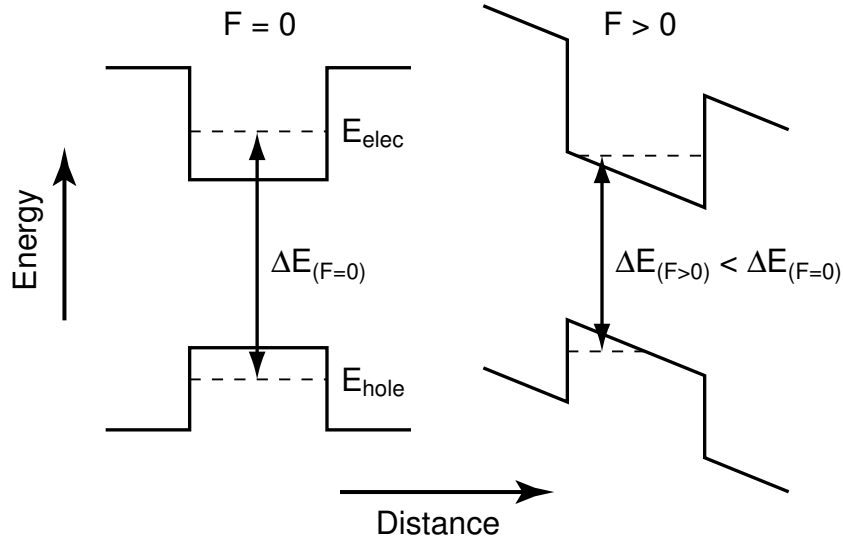 F = 0
F > 0
E_elec
Energy
ΔE_(F=0)
ΔE_(F>0) < ΔE_(F=0)
E_hole
Distance